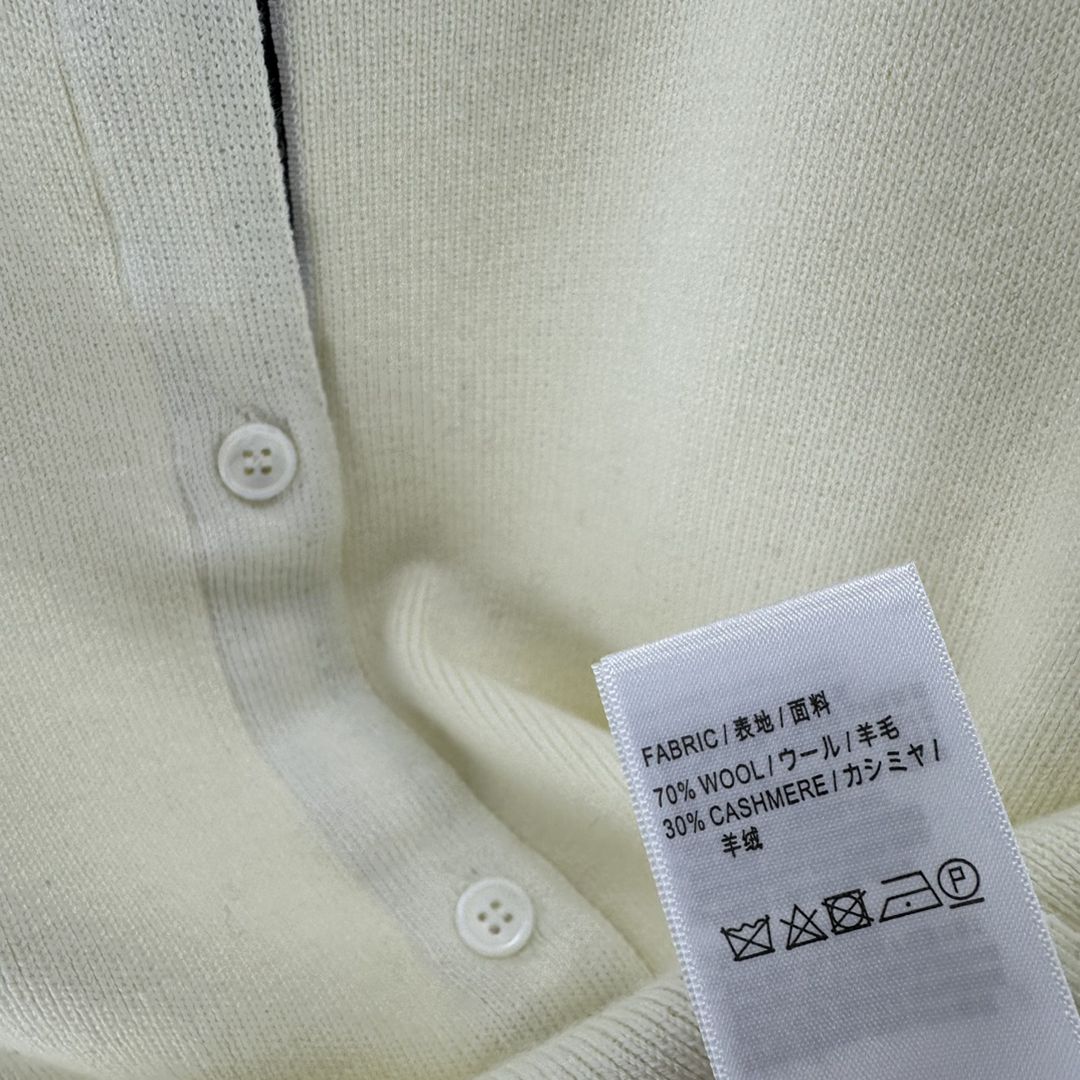 FABRIC / 表地 / 面料
70% WOOL / ウール / 羊毛
30% CASHMERE / カシミヤ /
羊绒
P